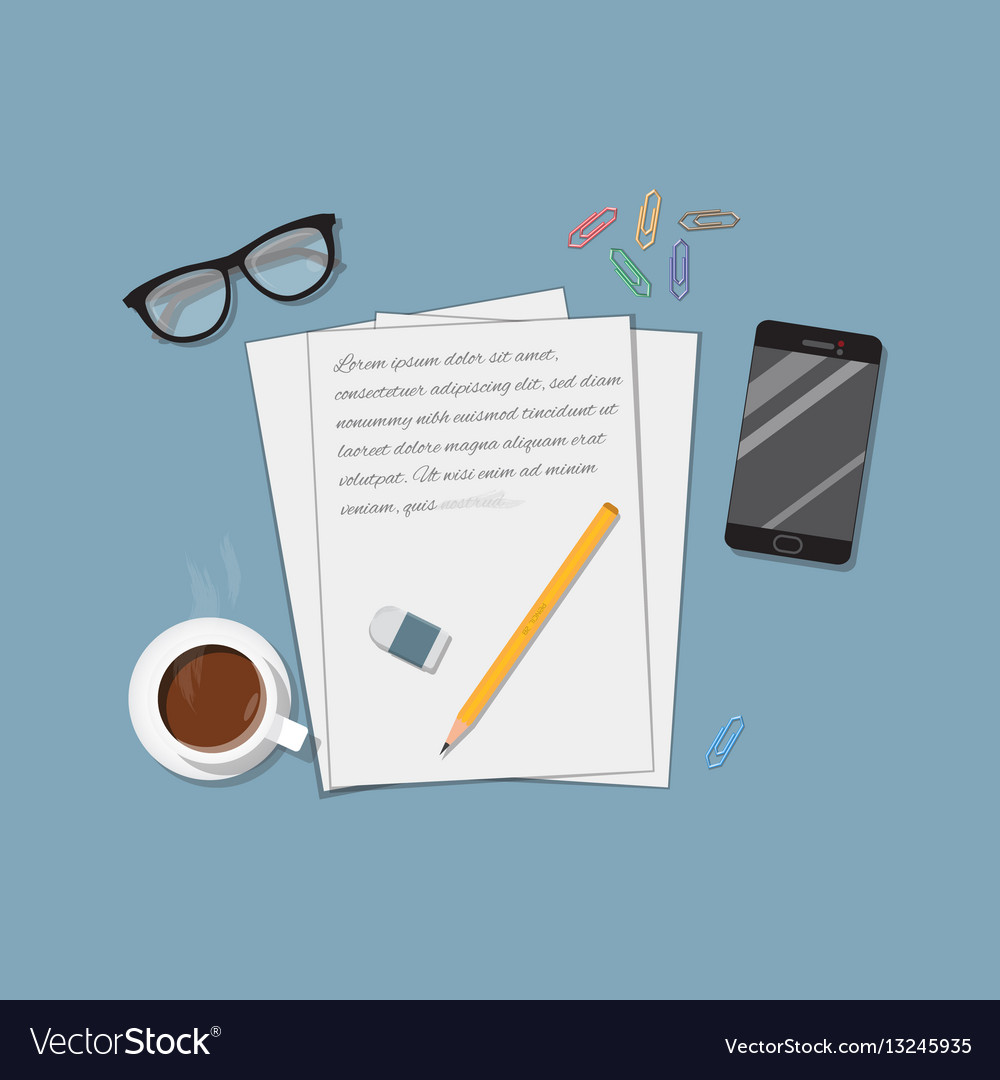 Lorem ipsum dolor sit amet,
consectetuer adipiscing elit, sed diam
nonummy nibh euismod tincidunt ut
laoreet dolore magna aliquam erat
volutpat. Ut wisi enim ad minim
veniam, quis nostrud
VectorStock®
VectorStock.com/13245935